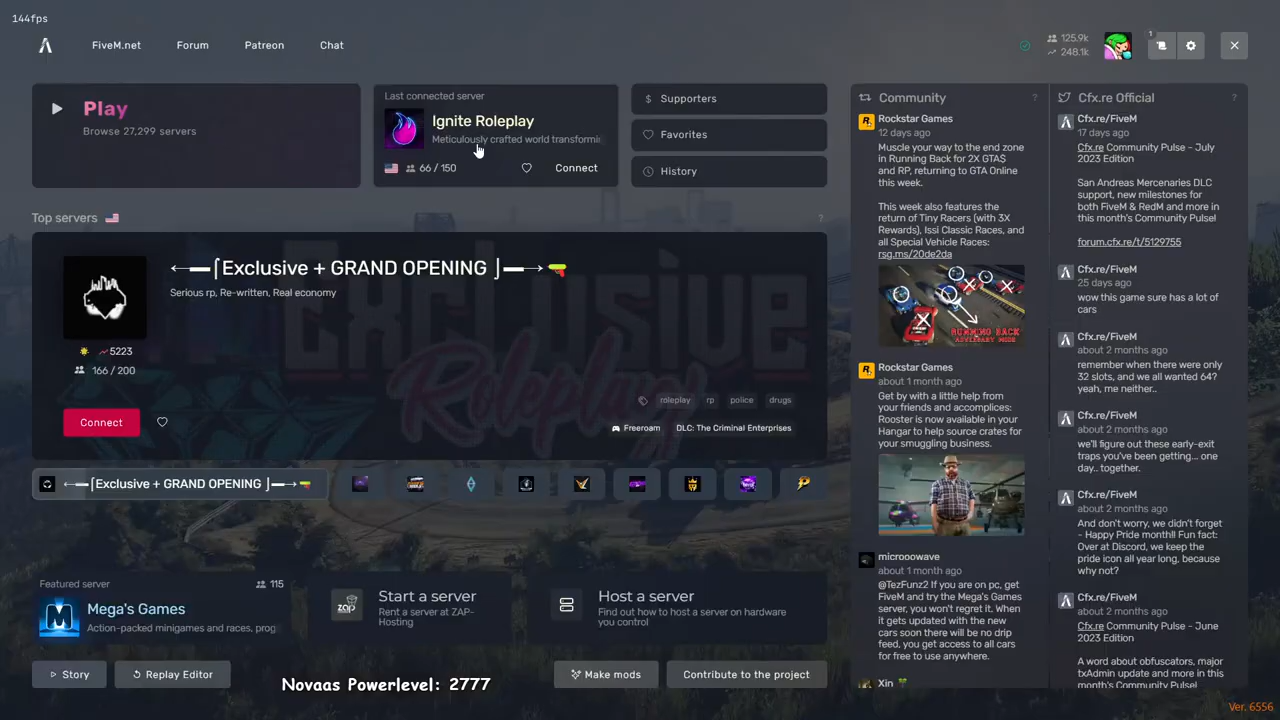 144fps
FiveM.net
Forum
Patreon
Chat
125.9k
248.1k
1
Play
Browse 27,299 servers
Last connected server
Ignite Roleplay
Meticulously crafted world transformin
66 / 150
Connect
$ Supporters
Favorites
History
Top servers
?
←▬⌠Exclusive + GRAND OPENING ⌡▬→
Serious rp, Re-written, Real economy
Exclusive
Roleplay
5223
166 / 200
roleplay rp police drugs
Freeroam DLC: The Criminal Enterprises
Connect
←▬⌠Exclusive + GRAND OPENING ⌡▬→
Featured server
115
Mega's Games
Action-packed minigames and races, prog
ZAP
Start a server
Rent a server at ZAP-
Hosting
Host a server
Find out how to host a server on hardware
you control
Story
Replay Editor
Novaas Powerlevel: 2777
Make mods
Contribute to the project
Community
?
Rockstar Games
12 days ago
Muscle your way to the end zone
in Running Back for 2X GTA$
and RP, returning to GTA Online
this week.
This week also features the
return of Tiny Racers (with 3X
Rewards), Issi Classic Races, and
all Special Vehicle Races:
rsg.ms/20de2da
RUNNING BACK
ADVERSARY MODE
Rockstar Games
about 1 month ago
Get by with a little help from
your friends and accomplices:
Rooster is now available in your
Hangar to help source crates for
your smuggling business.
microoowave
about 1 month ago
@TezFunz2 If you are on pc, get
FiveM and try the Mega's Games
server, you won't regret it. When
it gets updated with the new
cars soon there will be no drip
feed, you get access to all cars
for free to use anywhere.
Xin
Cfx.re Official
?
Cfx.re/FiveM
17 days ago
Cfx.re Community Pulse - July
2023 Edition
San Andreas Mercenaries DLC
support, new milestones for
both FiveM & RedM and more in
this month's Community Pulse!
forum.cfx.re/t/5129755
Cfx.re/FiveM
25 days ago
wow this game sure has a lot of
cars
Cfx.re/FiveM
about 2 months ago
remember when there were only
32 slots, and we all wanted 64?
yeah, me neither..
Cfx.re/FiveM
about 2 months ago
we'll figure out these early-exit
traps you've been getting... one
day.. together.
Cfx.re/FiveM
about 2 months ago
And don't worry, we didn't forget
- Happy Pride month!! Fun fact:
Over at Discord, we keep the
pride icon all year long, because
why not?
Cfx.re/FiveM
about 2 months ago
Cfx.re Community Pulse - June
2023 Edition
A word about obfuscators, major
txAdmin update and more in this
month's Community Pulse!
Ver. 6556